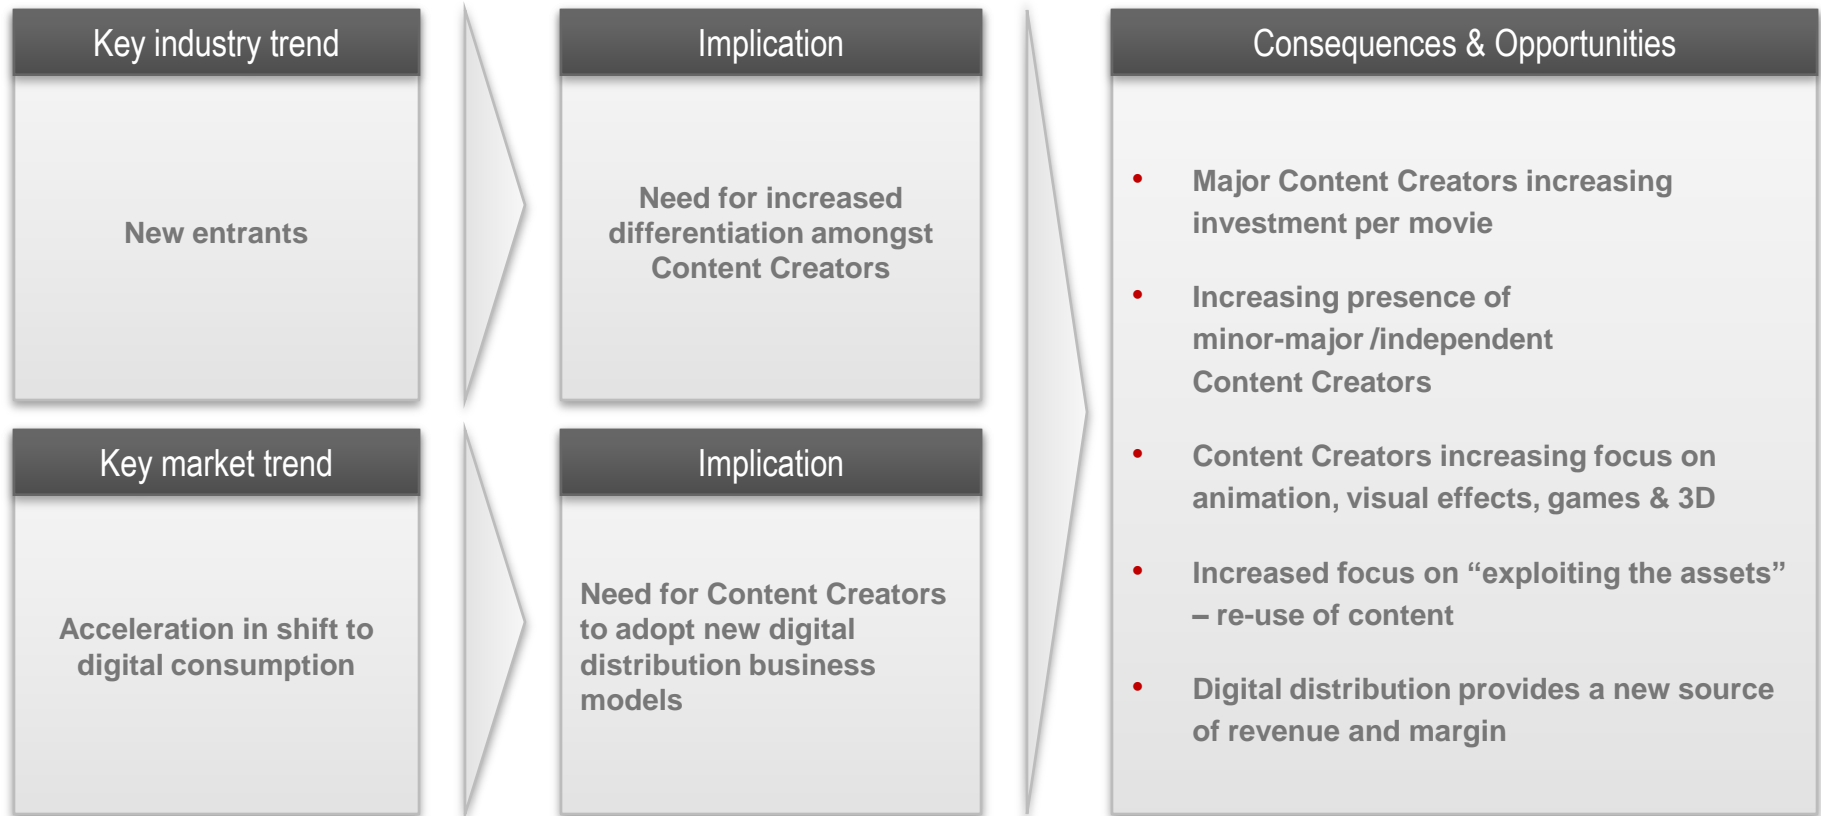 Key industry trend
New entrants
Implication
Need for increased
differentiation amongst
Content Creators
Key market trend
Acceleration in shift to
digital consumption
Implication
Need for Content Creators
to adopt new digital
distribution business
models
Consequences & Opportunities
• Major Content Creators increasing
investment per movie
• Increasing presence of
minor-major /independent
Content Creators
• Content Creators increasing focus on
animation, visual effects, games & 3D
• Increased focus on “exploiting the assets”
– re-use of content
• Digital distribution provides a new source
of revenue and margin